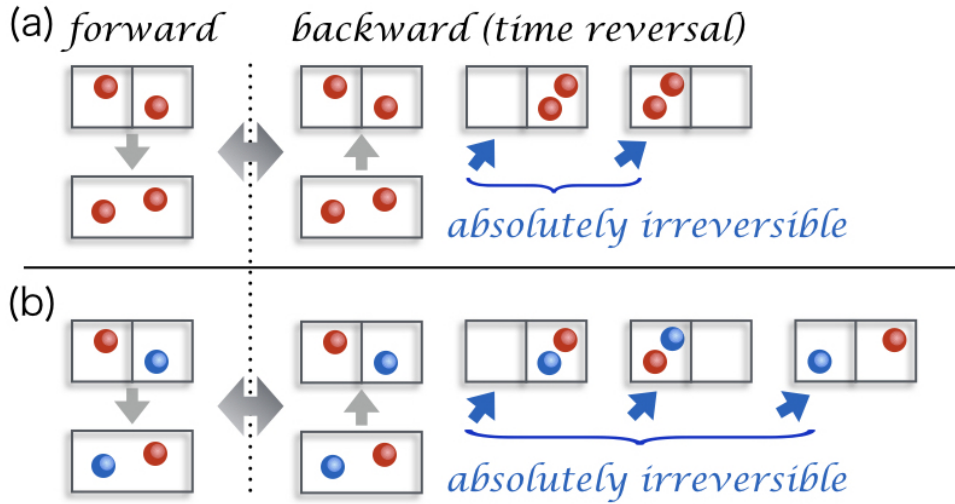 (a) forward backward (time reversal)
absolutely irreversible
(b)
absolutely irreversible